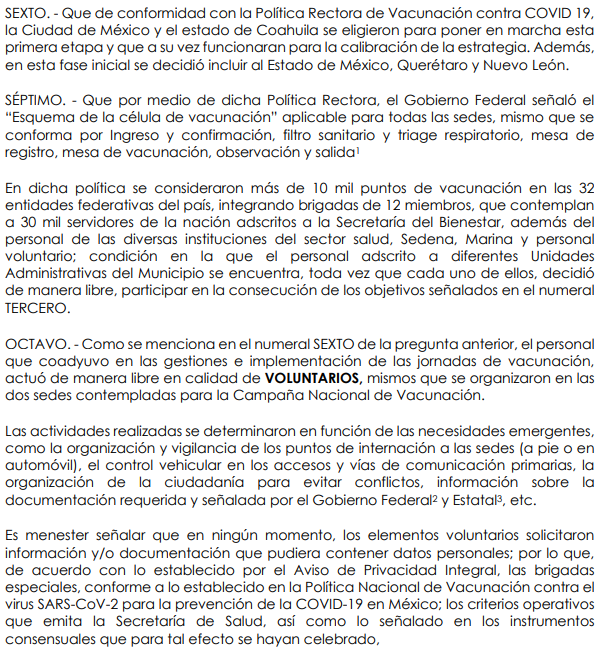 SEXTO. - Que de conformidad con la Política Rectora de Vacunación contra COVID 19,
la Ciudad de México y el estado de Coahuila se eligieron para poner en marcha esta
primera etapa y que a su vez funcionaran para la calibración de la estrategia. Además,
en esta fase inicial se decidió incluir al Estado de México, Querétaro y Nuevo León.
SÉPTIMO. - Que por medio de dicha Política Rectora, el Gobierno Federal señaló el
“Esquema de la célula de vacunación” aplicable para todas las sedes, mismo que se
conforma por Ingreso y confirmación, filtro sanitario y triage respiratorio, mesa de
registro, mesa de vacunación, observación y salida¹
En dicha política se consideraron más de 10 mil puntos de vacunación en las 32
entidades federativas del país, integrando brigadas de 12 miembros, que contemplan
a 30 mil servidores de la nación adscritos a la Secretaría del Bienestar, además del
personal de las diversas instituciones del sector salud, Sedena, Marina y personal
voluntario; condición en la que el personal adscrito a diferentes Unidades
Administrativas del Municipio se encuentra, toda vez que cada uno de ellos, decidió
de manera libre, participar en la consecución de los objetivos señalados en el numeral
TERCERO.
OCTAVO. - Como se menciona en el numeral SEXTO de la pregunta anterior, el personal
que coadyuvo en las gestiones e implementación de las jornadas de vacunación,
actuó de manera libre en calidad de VOLUNTARIOS, mismos que se organizaron en las
dos sedes contempladas para la Campaña Nacional de Vacunación.
Las actividades realizadas se determinaron en función de las necesidades emergentes,
como la organización y vigilancia de los puntos de internación a las sedes (a pie o en
automóvil), el control vehicular en los accesos y vías de comunicación primarias, la
organización de la ciudadanía para evitar conflictos, información sobre la
documentación requerida y señalada por el Gobierno Federal² y Estatal³, etc.
Es menester señalar que en ningún momento, los elementos voluntarios solicitaron
información y/o documentación que pudiera contener datos personales; por lo que,
de acuerdo con lo establecido por el Aviso de Privacidad Integral, las brigadas
especiales, conforme a lo establecido en la Política Nacional de Vacunación contra el
virus SARS-CoV-2 para la prevención de la COVID-19 en México; los criterios operativos
que emita la Secretaría de Salud, así como lo señalado en los instrumentos
consensuales que para tal efecto se hayan celebrado,